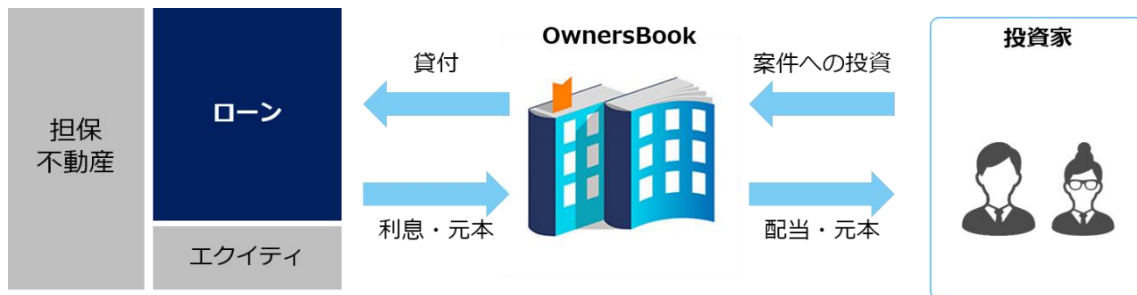 担保
不動産
ローン
エクイティ
貸付
利息・元本
OwnersBook
案件への投資
配当・元本
投資家